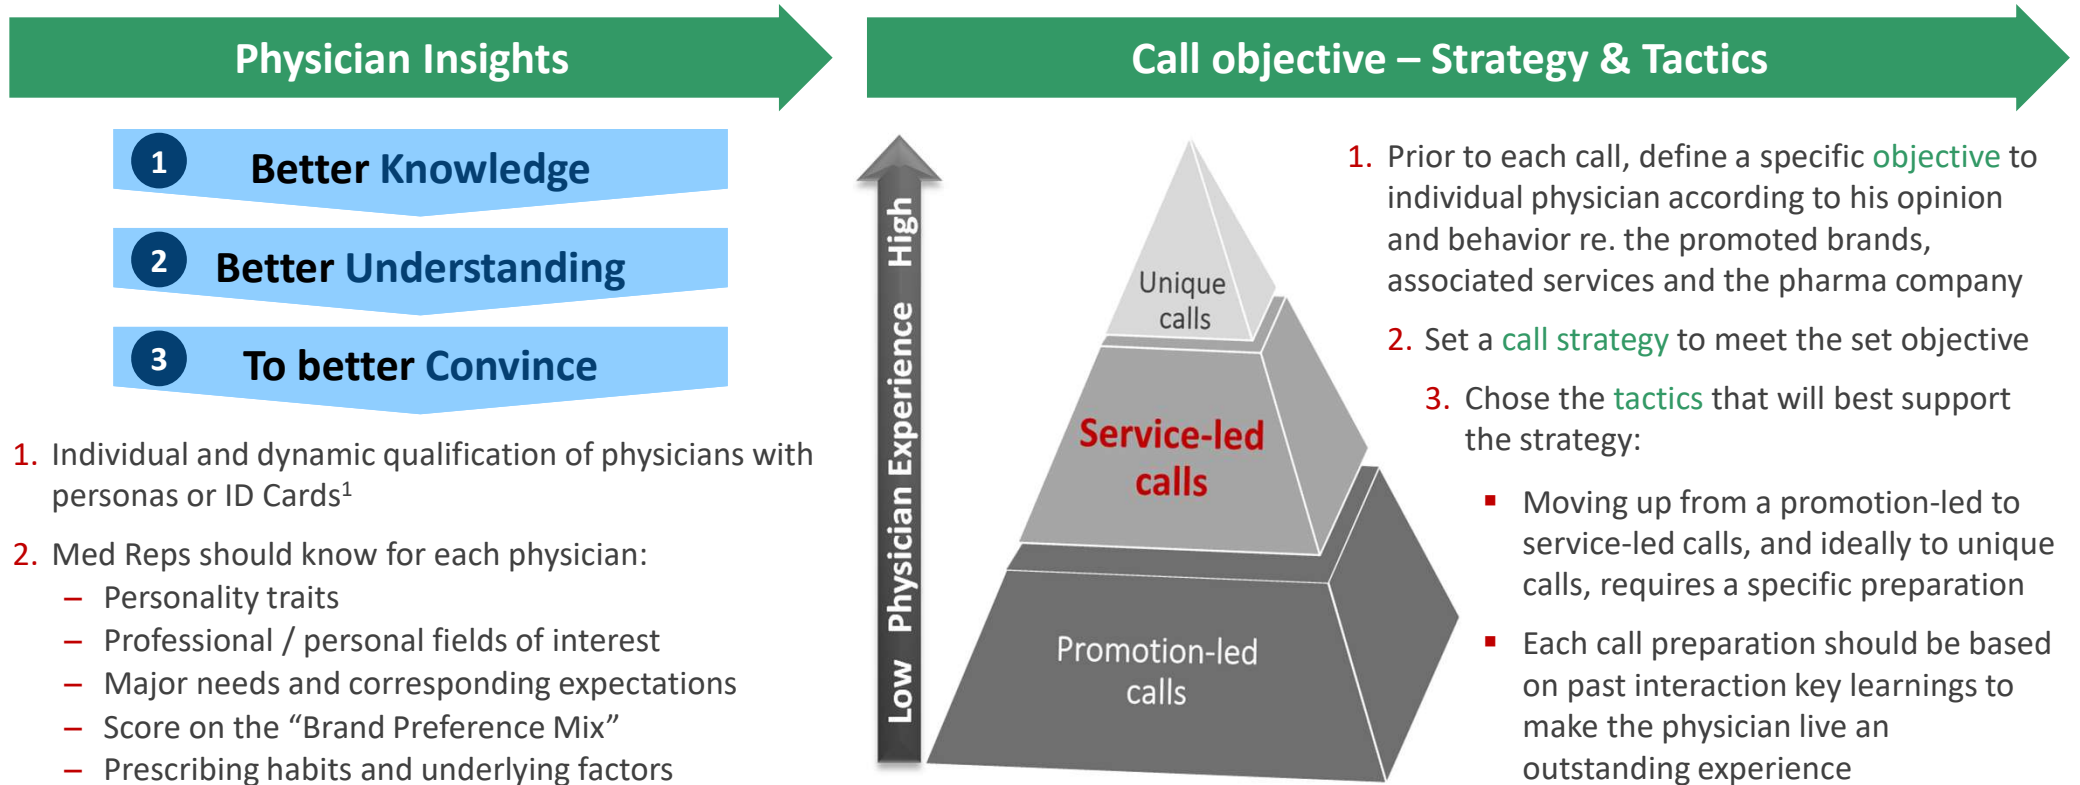 Physician Insights
1
Better Knowledge
2
Better Understanding
3
To better Convince
1. Individual and dynamic qualification of physicians with
personas or ID Cards¹
2. Med Reps should know for each physician:
– Personality traits
– Professional / personal fields of interest
– Major needs and corresponding expectations
– Score on the “Brand Preference Mix”
– Prescribing habits and underlying factors
Call objective – Strategy & Tactics
Low Physician Experience High
Unique
calls
Service-led
calls
Promotion-led
calls
1. Prior to each call, define a specific objective to
individual physician according to his opinion
and behavior re. the promoted brands,
associated services and the pharma company
2. Set a call strategy to meet the set objective
3. Chose the tactics that will best support
the strategy:
▪ Moving up from a promotion-led to
service-led calls, and ideally to unique
calls, requires a specific preparation
▪ Each call preparation should be based
on past interaction key learnings to
make the physician live an
outstanding experience